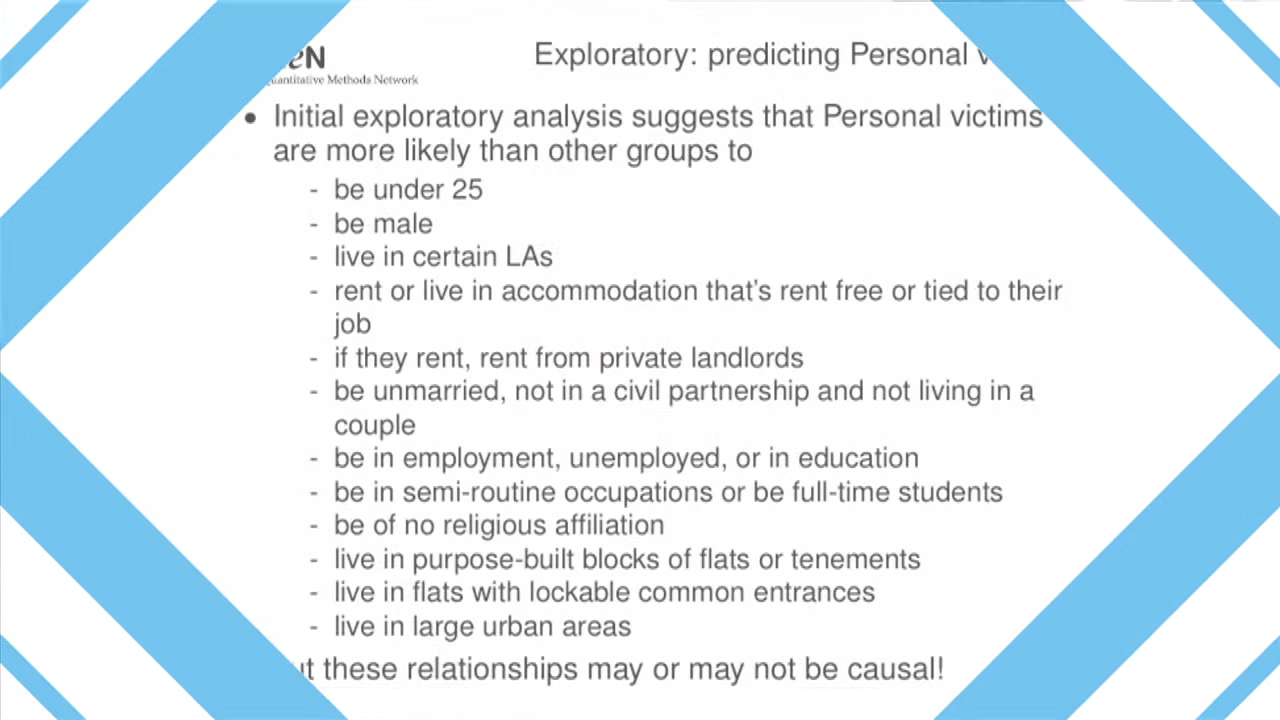 Exploratory: predicting Personal
Methods Network
• Initial exploratory analysis suggests that Personal victims
are more likely than other groups to
- be under 25
- be male
- live in certain LAs
- rent or live in accommodation that's rent free or tied to their
job
- if they rent, rent from private landlords
- be unmarried, not in a civil partnership and not living in a
couple
- be in employment, unemployed, or in education
- be in semi-routine occupations or be full-time students
- be of no religious affiliation
- live in purpose-built blocks of flats or tenements
- live in flats with lockable common entrances
- live in large urban areas
these relationships may or may not be causal!